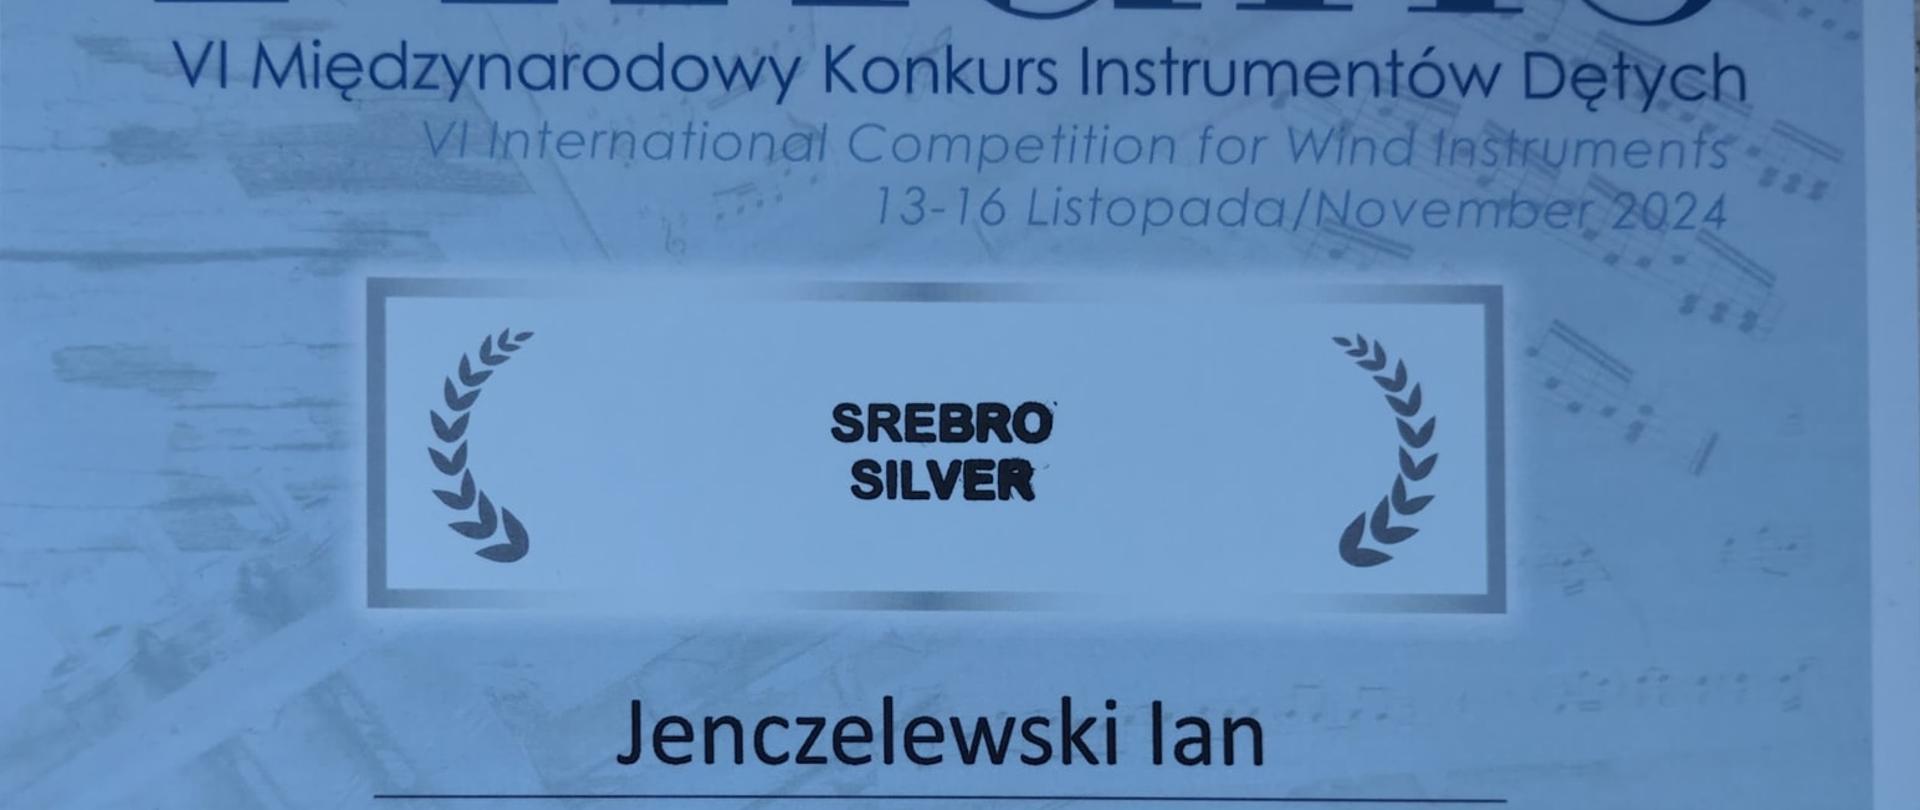 VI Międzynarodowy Konkurs Instrumentów Dętych
VI International Competition for Wind Instruments
13-16 Listopada/November 2024
SREBRO
SILVER
Jenczelewski Ian